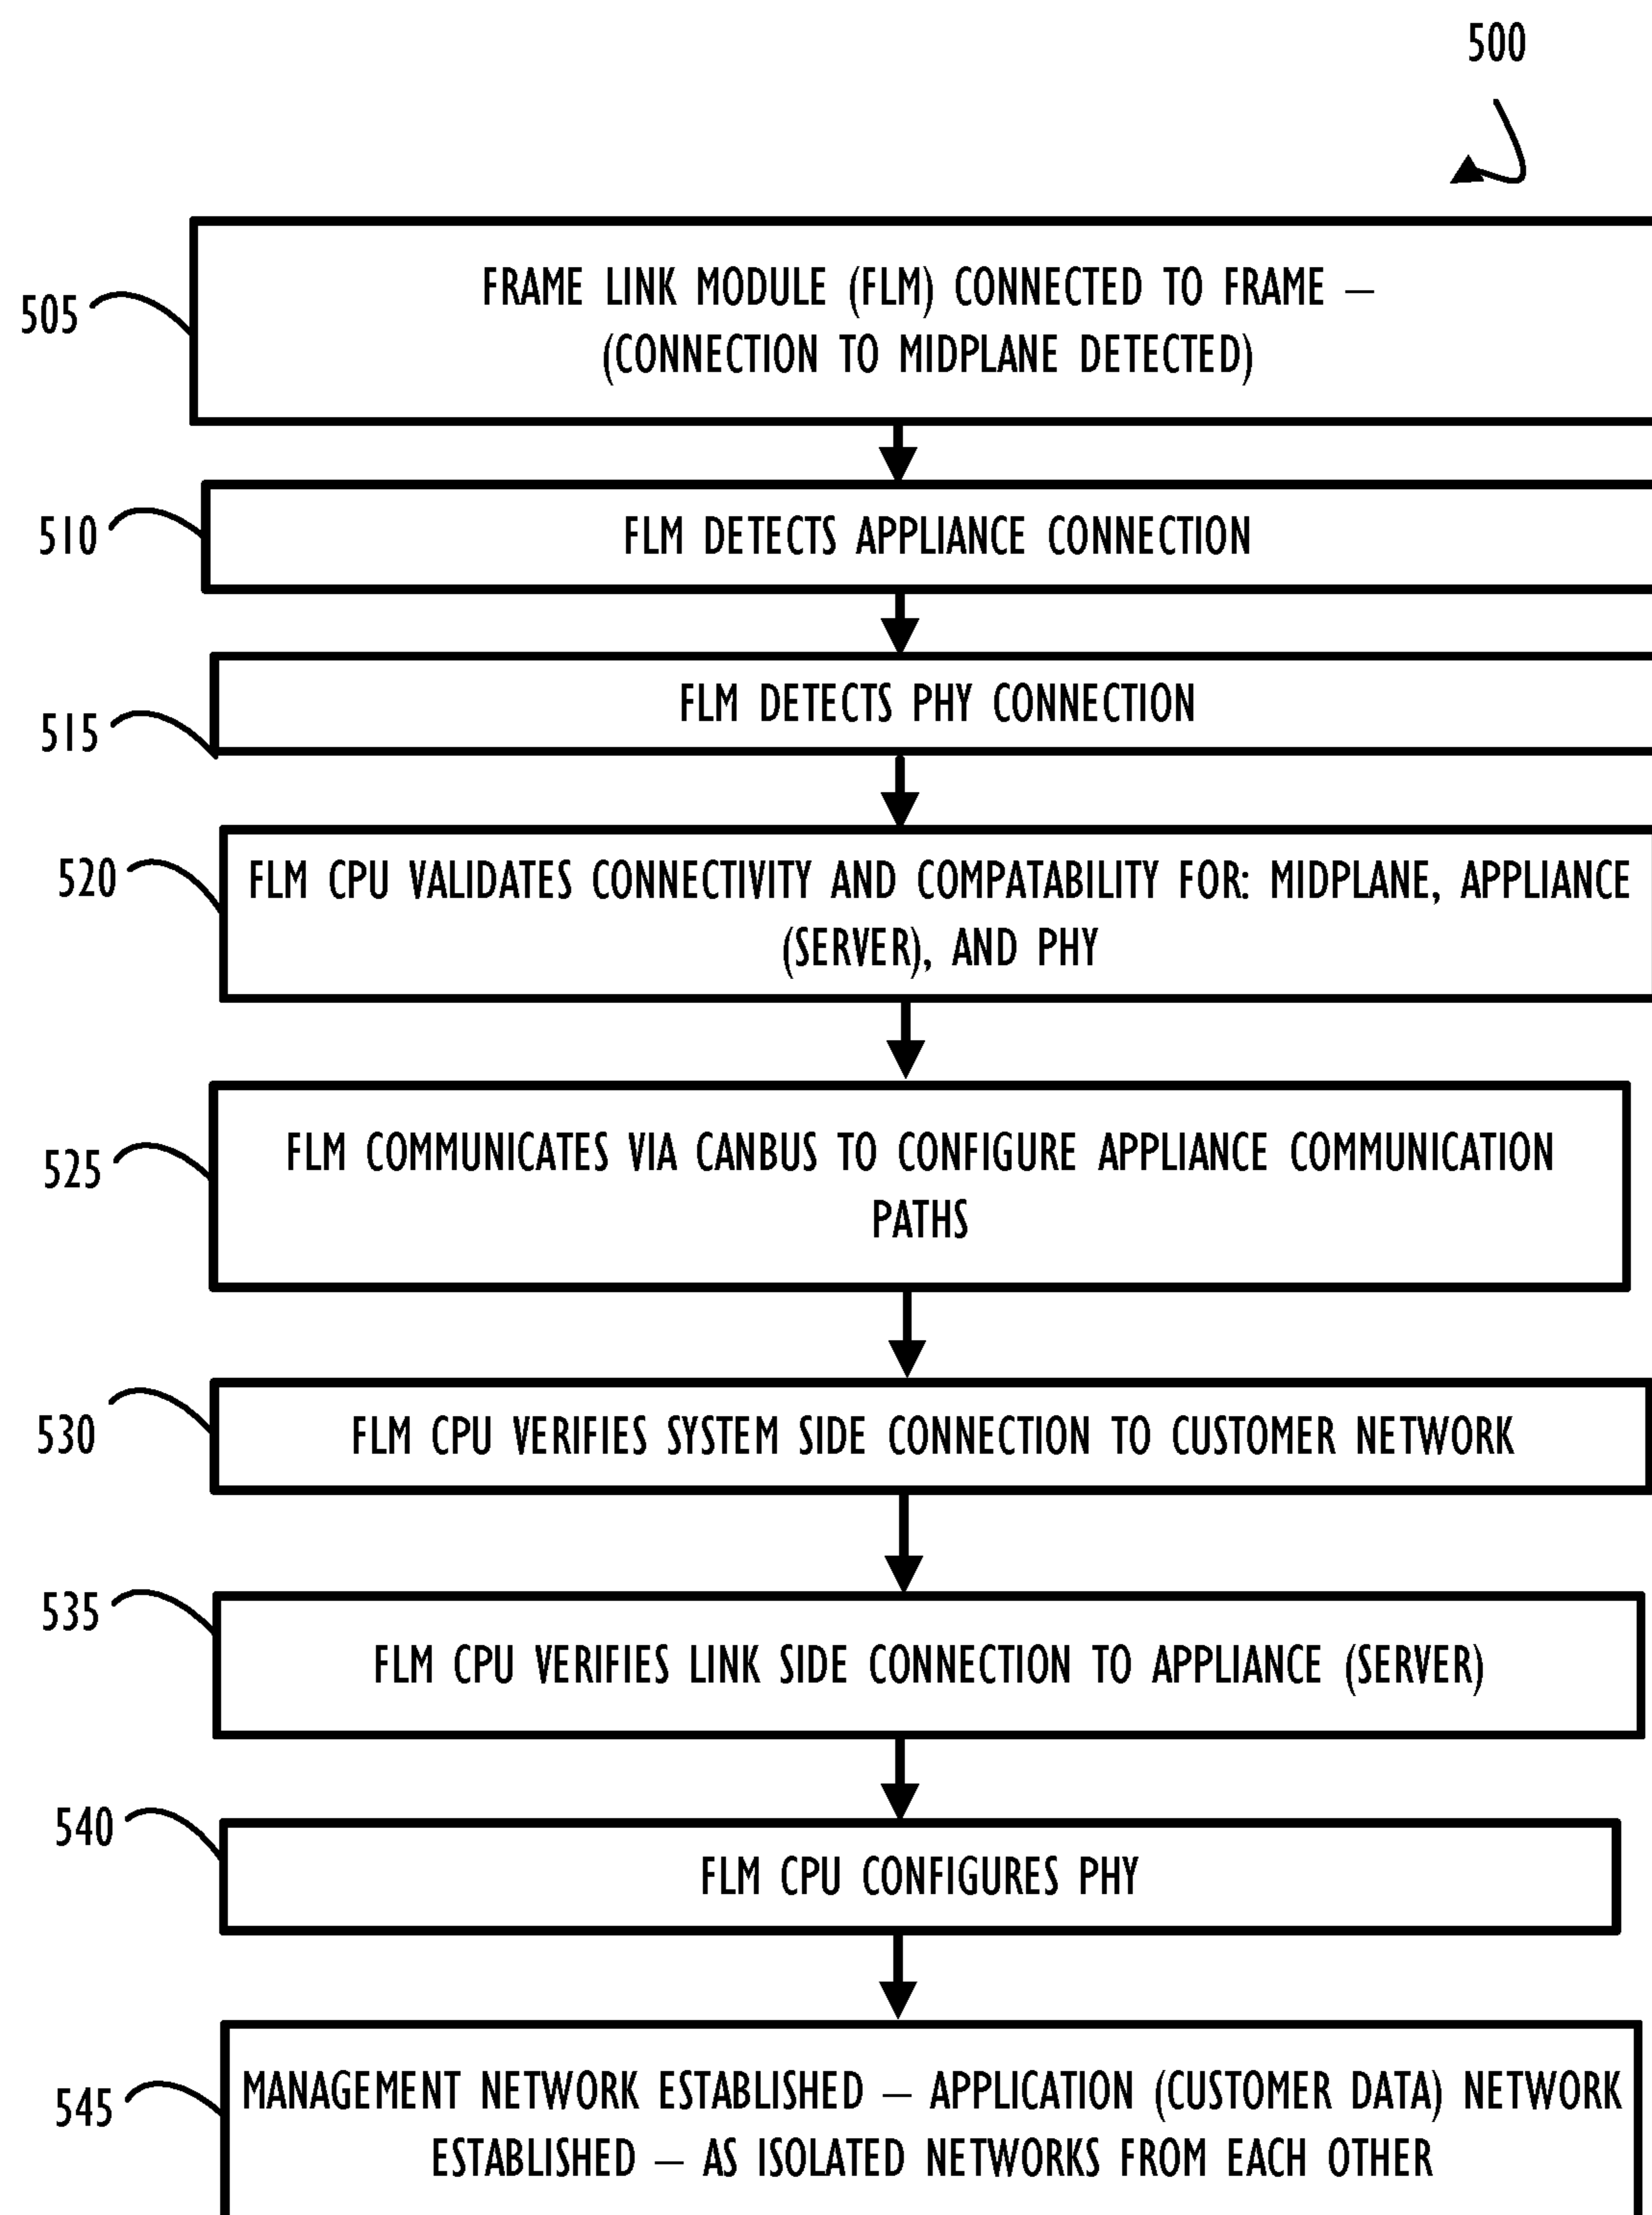 500
505
FRAME LINK MODULE (FLM) CONNECTED TO FRAME –
(CONNECTION TO MIDPLANE DETECTED)
510
FLM DETECTS APPLIANCE CONNECTION
515
FLM DETECTS PHY CONNECTION
520
FLM CPU VALIDATES CONNECTIVITY AND COMPATABILITY FOR: MIDPLANE, APPLIANCE
(SERVER), AND PHY
525
FLM COMMUNICATES VIA CANBUS TO CONFIGURE APPLIANCE COMMUNICATION
PATHS
530
FLM CPU VERIFIES SYSTEM SIDE CONNECTION TO CUSTOMER NETWORK
535
FLM CPU VERIFIES LINK SIDE CONNECTION TO APPLIANCE (SERVER)
540
FLM CPU CONFIGURES PHY
545
MANAGEMENT NETWORK ESTABLISHED – APPLICATION (CUSTOMER DATA) NETWORK
ESTABLISHED – AS ISOLATED NETWORKS FROM EACH OTHER